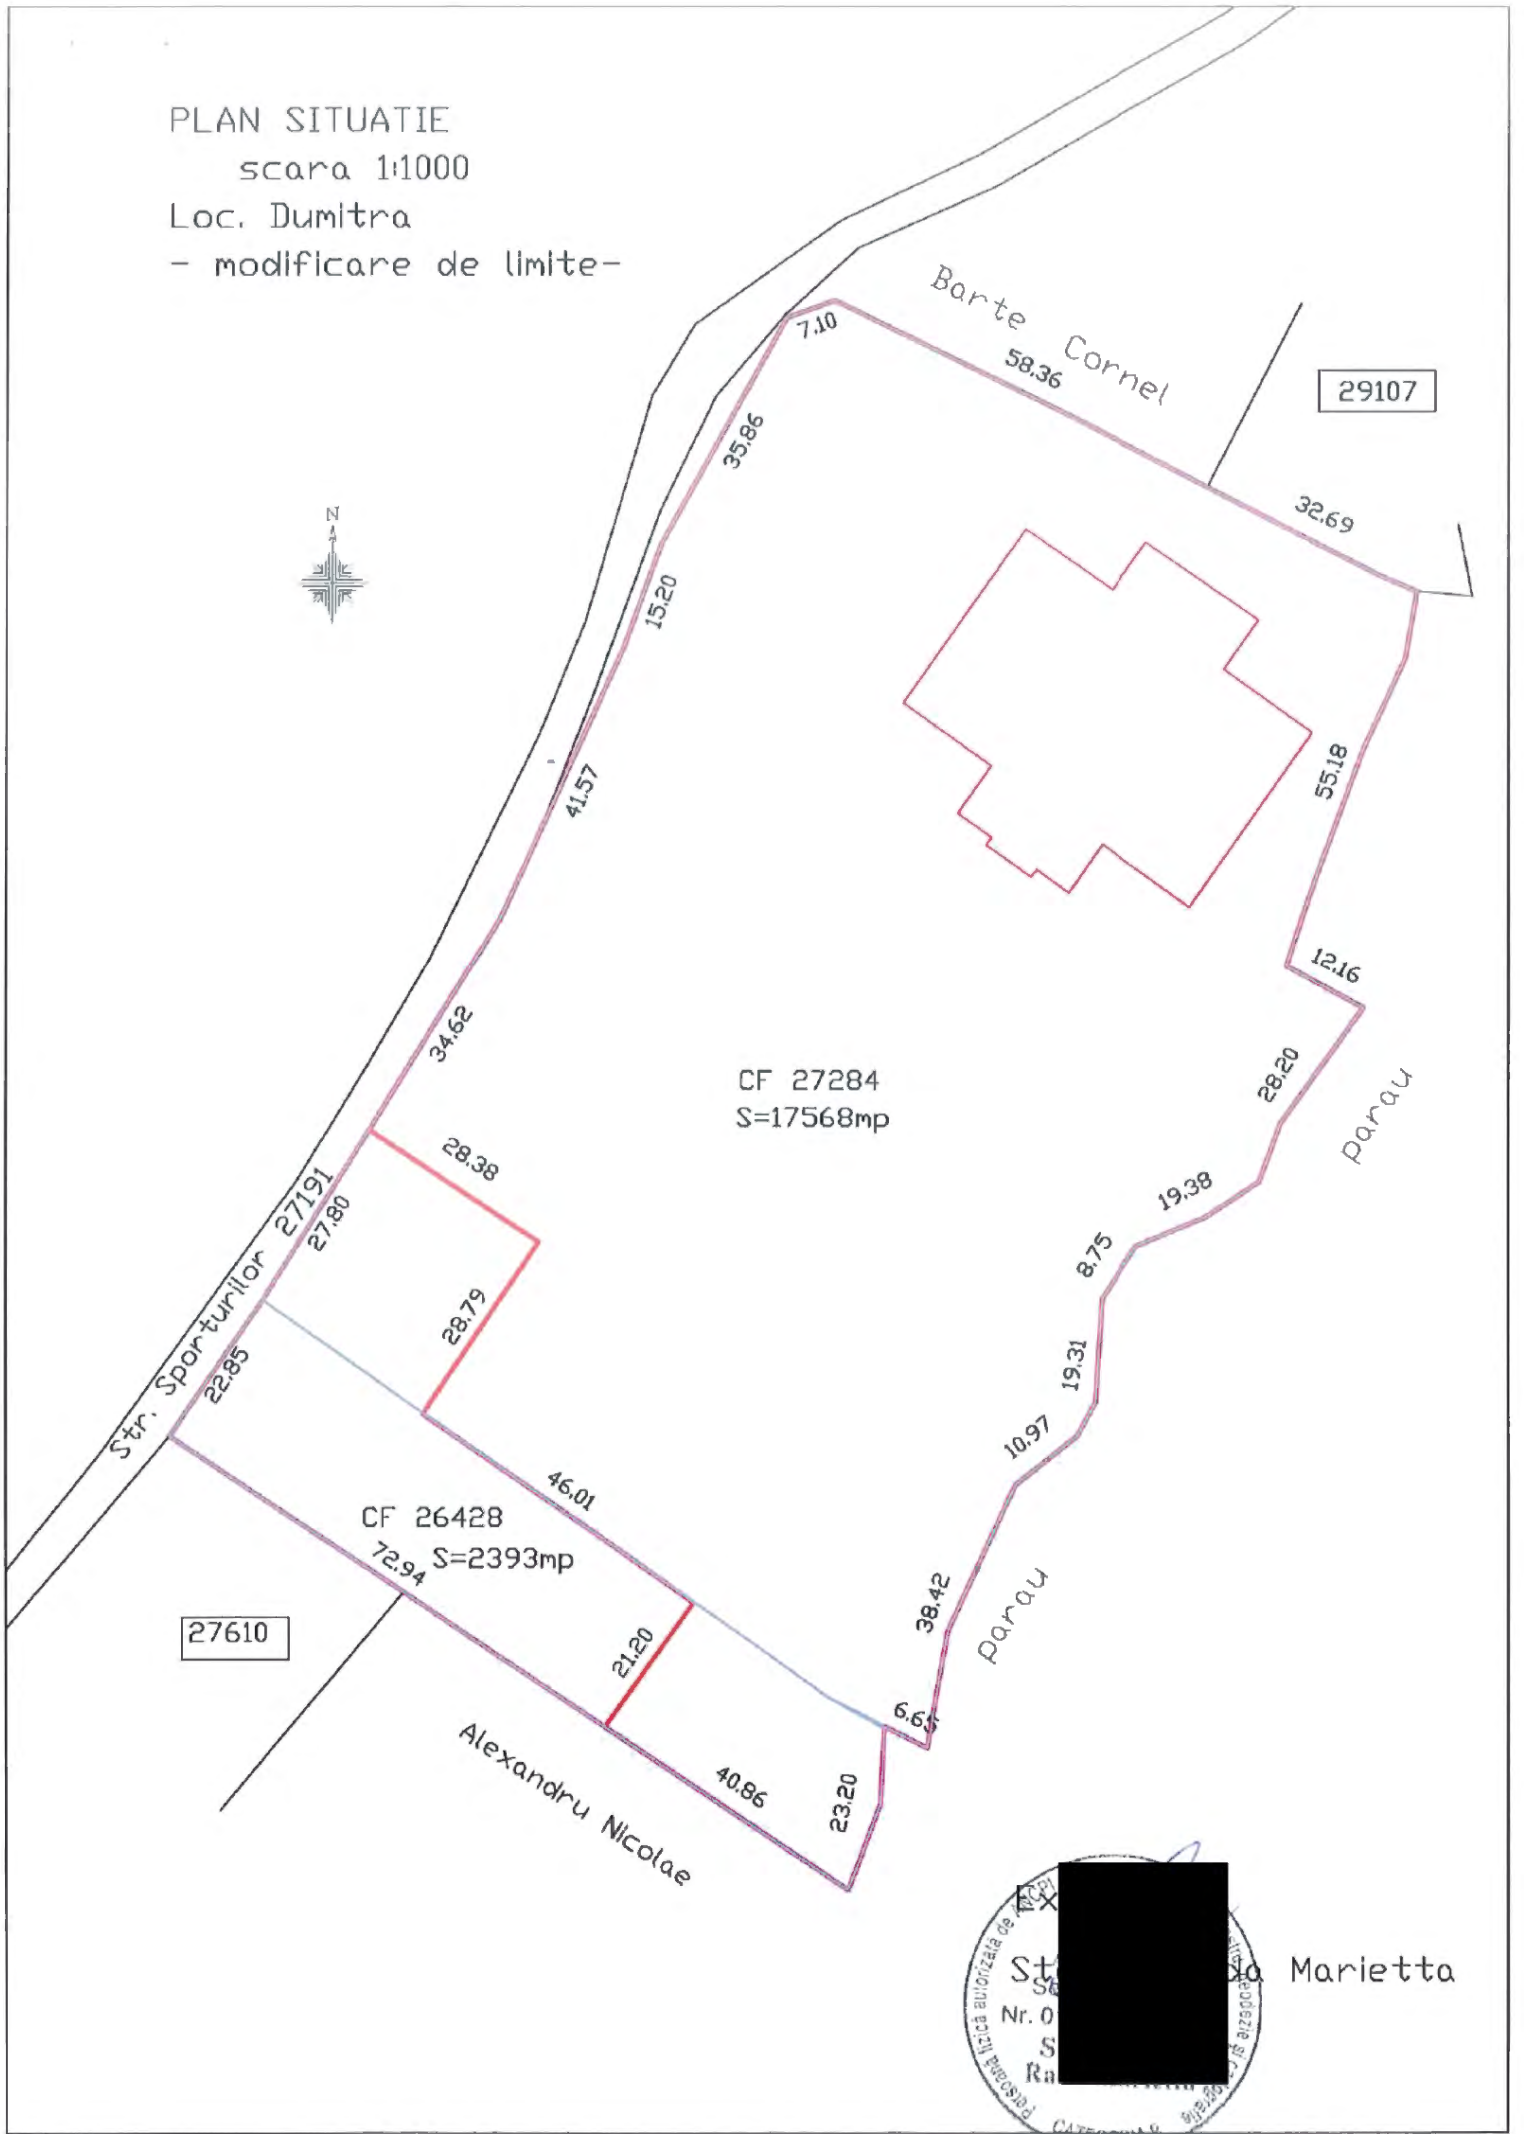 PLAN SITUATIE
scara 1:1000
Loc. Dumitra
- modificare de limite-
Barte Cornel
7.10
58.36
29107
35.86
32.69
N
15.20
41.57
55.18
12.16
34.62
28.20
CF 27284
S=17568mp
parau
28.38
19.38
27.80
Str. Sporturilor 27191
8.75
28.79
22.85
19.31
10.97
46.01
CF 26428
S=2393mp
72.94
38.42
parau
27610
21.20
6.65
Alexandru Nicolae
40.86
23.20
Marietta
Nr. 0
Persoană fizică autorizată de